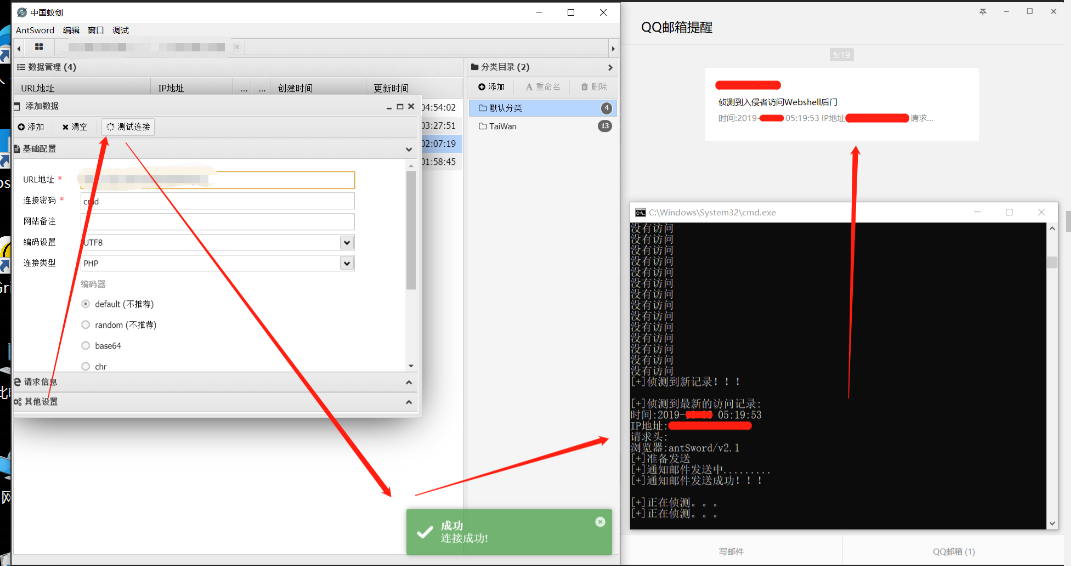 中国蚁剑
AntSword 编辑 窗口 调试
数据管理 (4)
URL地址 IP地址 ... ... 创建时间 更新时间
04:54:02
03:27:51
02:07:19
01:58:45
添加数据
添加 清空 测试连接
基础配置
URL地址 *
连接密码 * cmd
网站备注
编码设置 UTF8
连接类型 PHP
编码器
default (不推荐)
random (不推荐)
base64
chr
请求信息
其他设置
分类目录 (2)
添加 重命名 删除
默认分类 4
TaiWan 13
成功
连接成功!
QQ邮箱提醒
5:19
侦测到入侵者访问Webshell后门
时间:2019- 05:19:53 IP地址 请求...
C:\Windows\System32\cmd.exe
没有访问
没有访问
没有访问
没有访问
没有访问
没有访问
没有访问
没有访问
没有访问
没有访问
没有访问
没有访问
没有访问
没有访问
[+]侦测到新记录!!!
[+]侦测到最新的访问记录:
时间:2019- 05:19:53
IP地址:
请求头:
浏览器:antSword/v2.1
[+]准备发送
[+]通知邮件发送中.........
[+]通知邮件发送成功!!!
[+]正在侦测。。。
[+]正在侦测。。。
写邮件
QQ邮箱 (1)